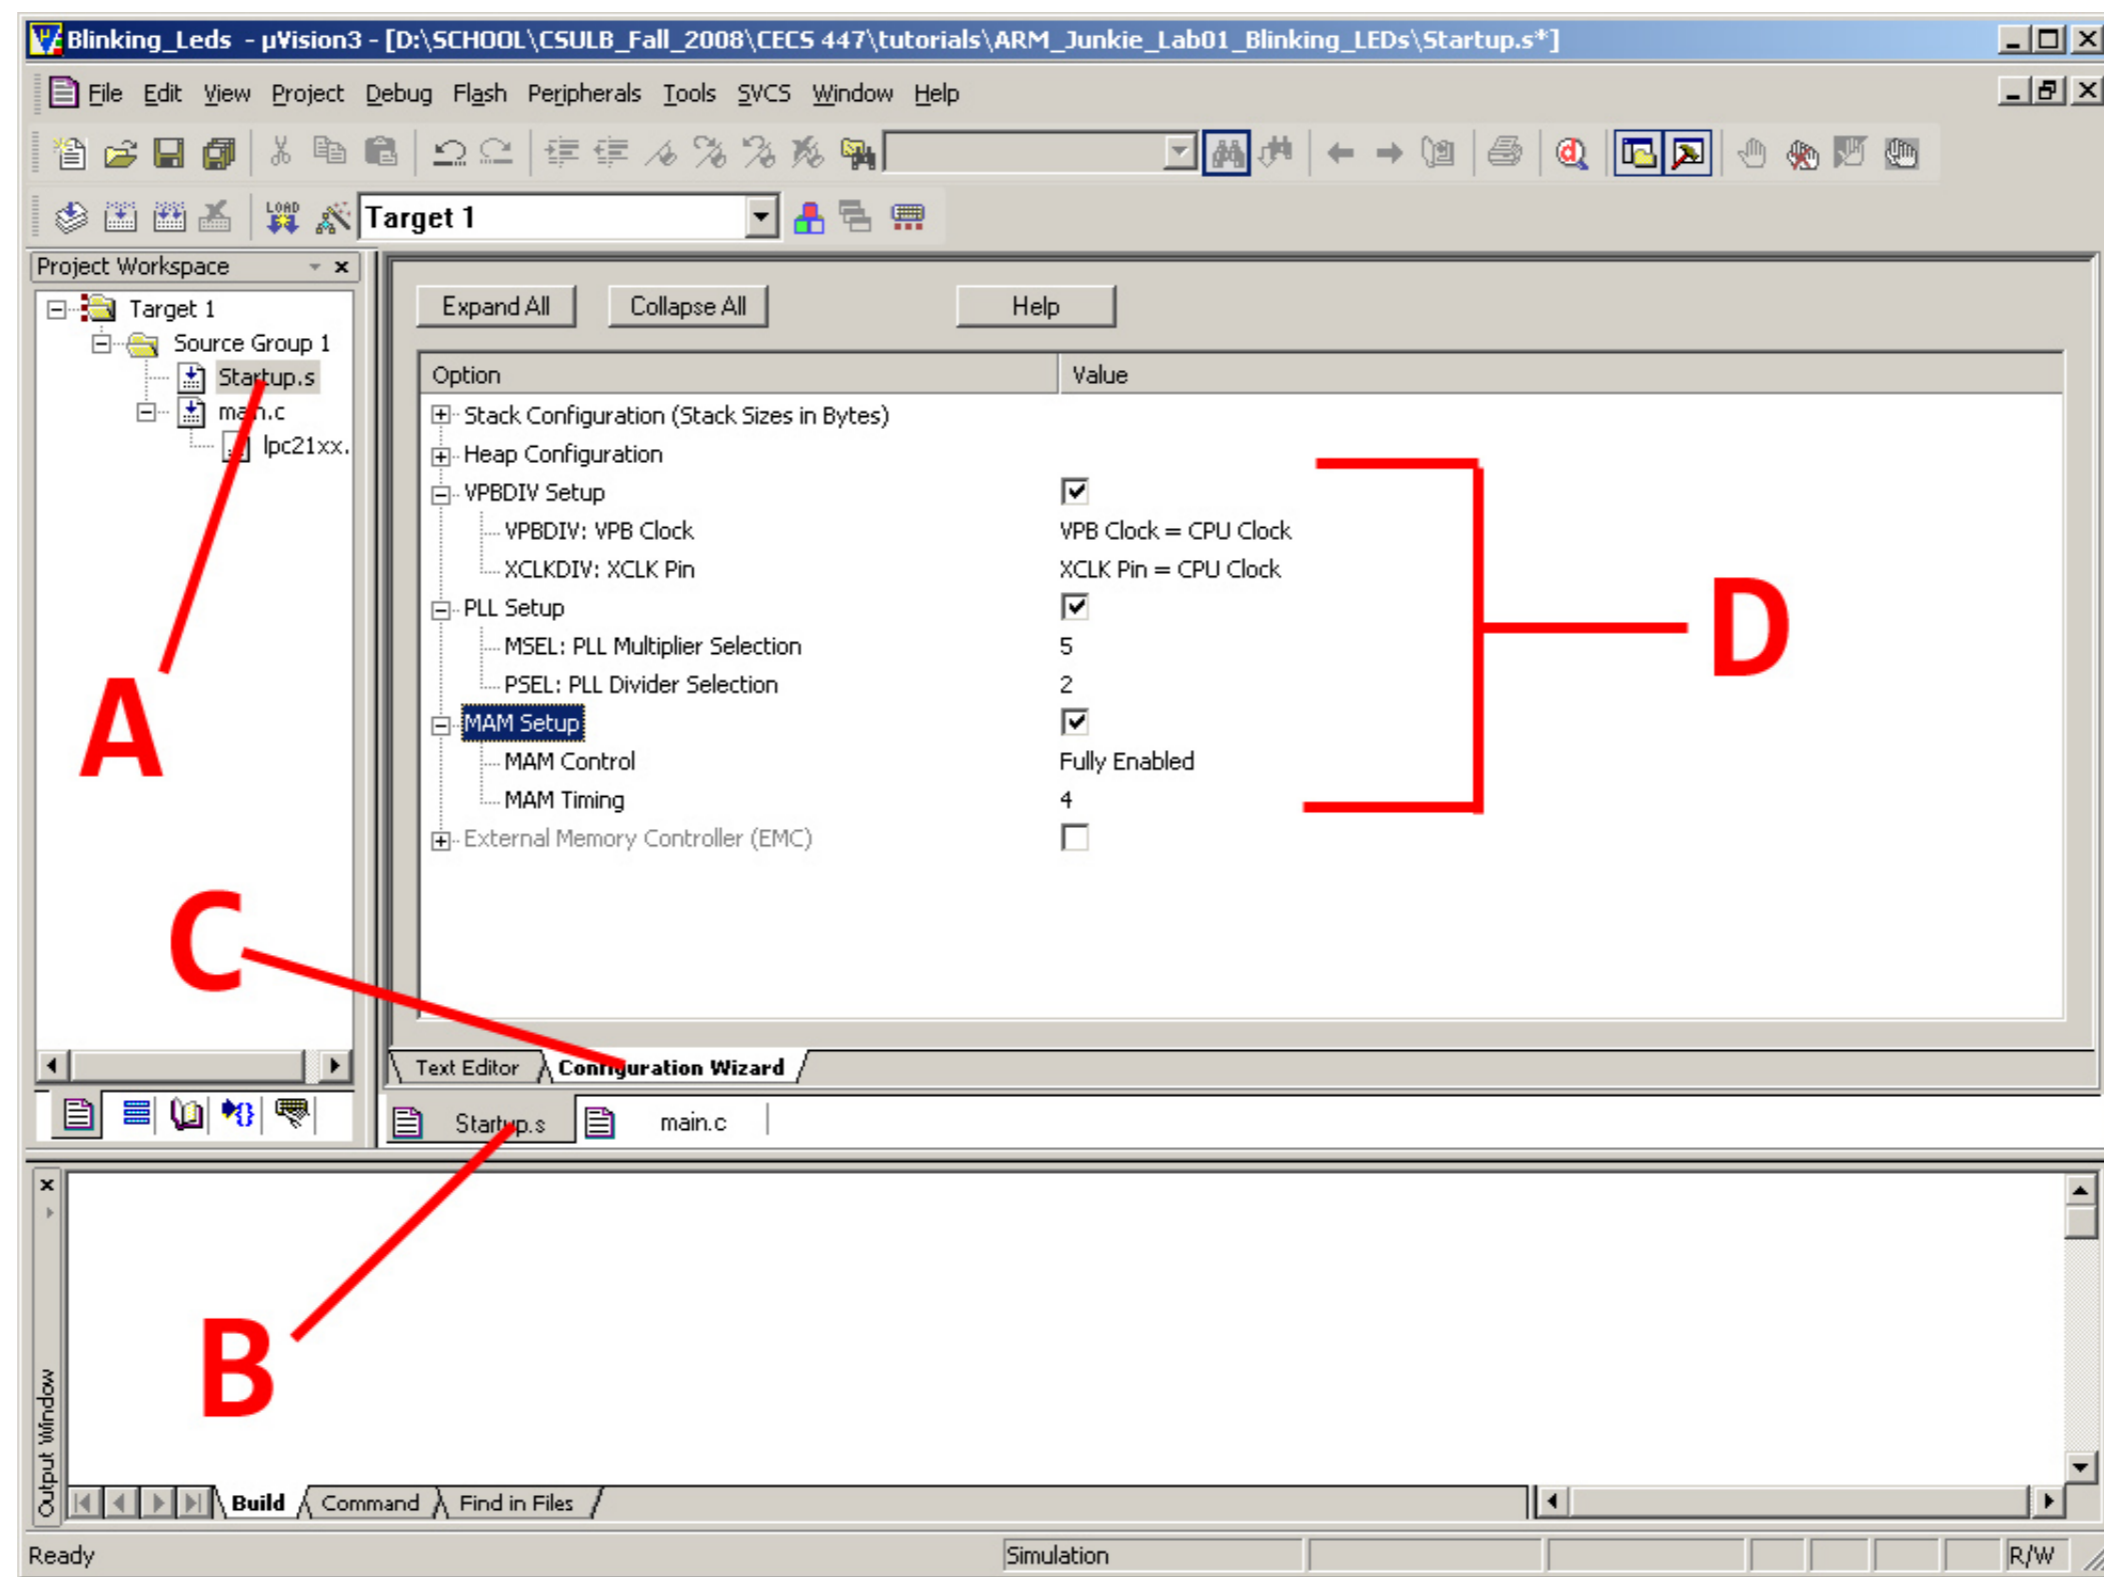 Blinking_Leds - µVision3 - [D:\SCHOOL\CSULB_Fall_2008\CECS 447\tutorials\ARM_Junkie_Lab01_Blinking_LEDs\Startup.s*]
File Edit View Project Debug Flash Peripherals Tools SVCS Window Help
LOAD Target 1
Project Workspace
Target 1
Source Group 1
Startup.s
main.c
lpc21xx.
Expand All Collapse All Help
Option Value
Stack Configuration (Stack Sizes in Bytes)
Heap Configuration
VPBDIV Setup
VPBDIV: VPB Clock VPB Clock = CPU Clock
XCLKDIV: XCLK Pin XCLK Pin = CPU Clock
PLL Setup
MSEL: PLL Multiplier Selection 5
PSEL: PLL Divider Selection 2
MAM Setup
MAM Control Fully Enabled
MAM Timing 4
External Memory Controller (EMC)
A
D
C
Text Editor Configuration Wizard
Startup.s main.c
B
Output Window
Build Command Find in Files
Ready Simulation R/W